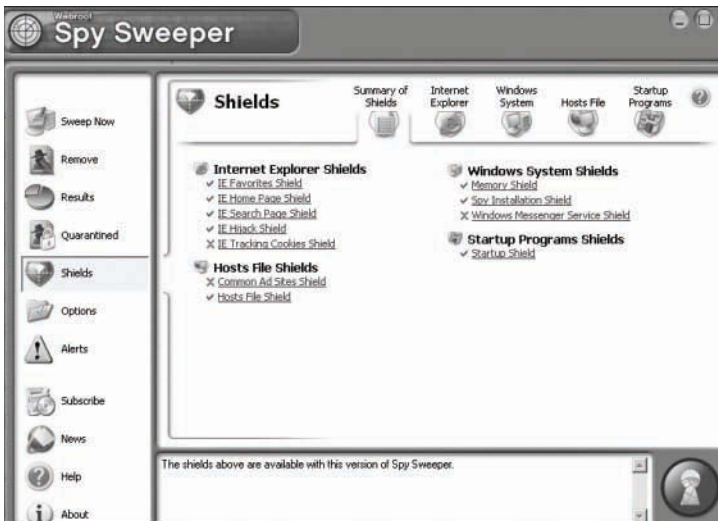 Webroot
Spy Sweeper
Sweep Now
Remove
Results
Quarantined
Shields
Options
Alerts
Subscribe
News
Help
About
Shields
Summary of Shields
Internet Explorer
Windows System
Hosts File
Startup Programs
Internet Explorer Shields
IE Favorites Shield
IE Home Page Shield
IE Search Page Shield
IE Hijack Shield
IE Tracking Cookies Shield
Hosts File Shields
Common Ad Sites Shield
Hosts File Shield
Windows System Shields
Memory Shield
Spy Installation Shield
Windows Messenger Service Shield
Startup Programs Shields
Startup Shield
The shields above are available with this version of Spy Sweeper.